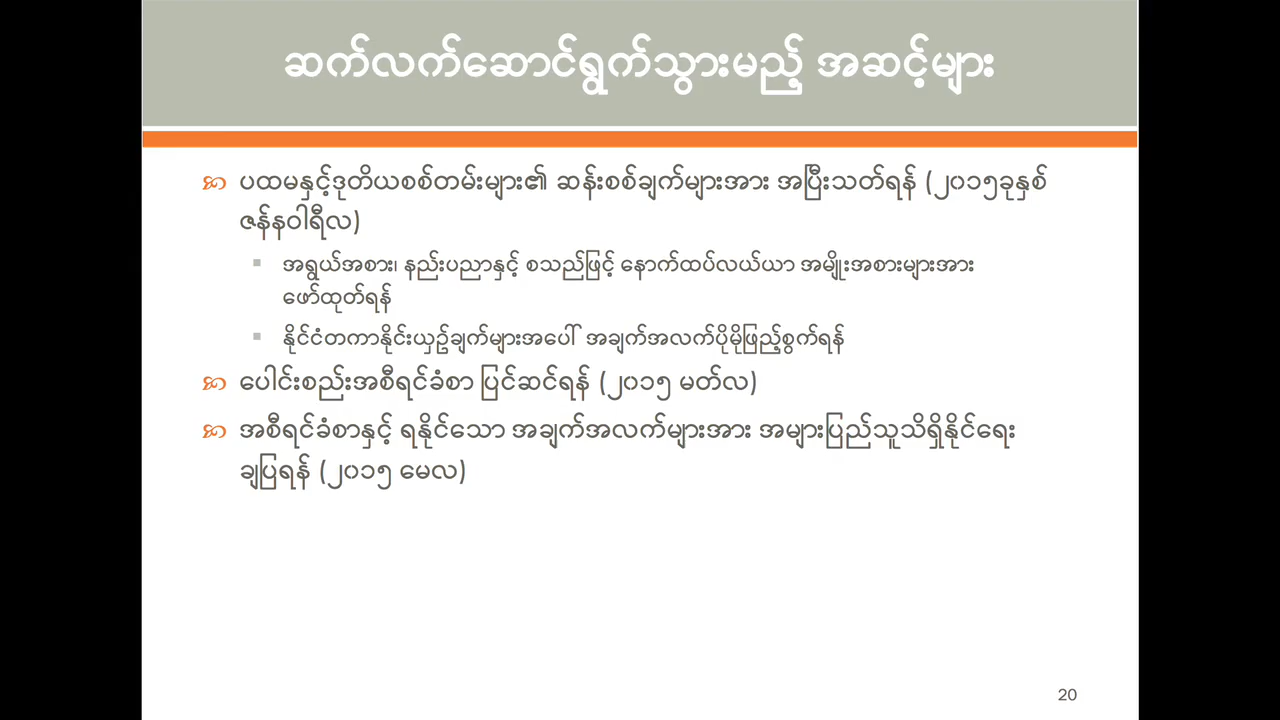 ဆက်လက်ဆောင်ရွက်သွားမည့် အဆင့်များ
ပထမနှင့်ဒုတိယစစ်တမ်းများ၏ ဆန်းစစ်ချက်များအား အပြီးသတ်ရန် (၂၀၁၅ခုနှစ်
ဇန်နဝါရီလ)
အရွယ်အစား၊ နည်းပညာနှင့် စသည်ဖြင့် နောက်ထပ်လယ်ယာ အမျိုးအစားများအား
ဖော်ထုတ်ရန်
နိုင်ငံတကာနိုင်းယှဥ်ချက်များအပေါ် အချက်အလက်ပိုမိုဖြည့်စွက်ရန်
ပေါင်းစည်းအစီရင်ခံစာ ပြင်ဆင်ရန် (၂၀၁၅ မတ်လ)
အစီရင်ခံစာနှင့် ရနိုင်သော အချက်အလက်များအား အများပြည်သူသိရှိနိုင်ရေး
ချပြရန် (၂၀၁၅ မေလ)
20